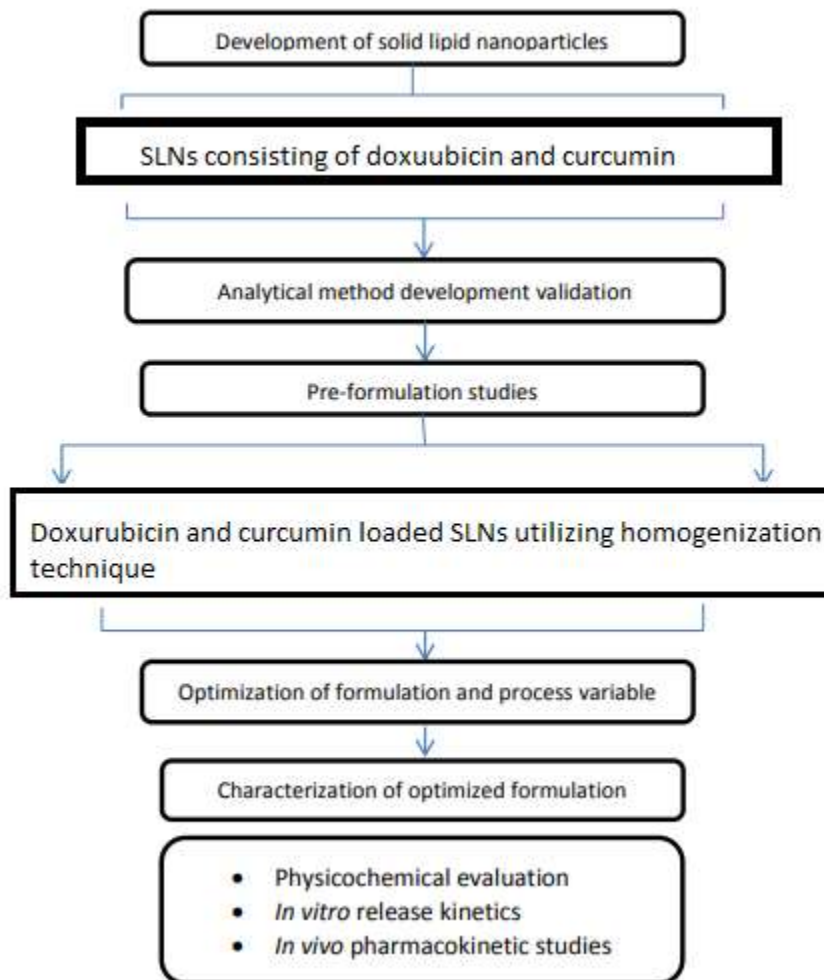 Development of solid lipid nanoparticles
SLNs consisting of doxuubicin and curcumin
Analytical method development validation
Pre-formulation studies
Doxurubicin and curcumin loaded SLNs utilizing homogenization
technique
Optimization of formulation and process variable
Characterization of optimized formulation
• Physicochemical evaluation
• In vitro release kinetics
• In vivo pharmacokinetic studies